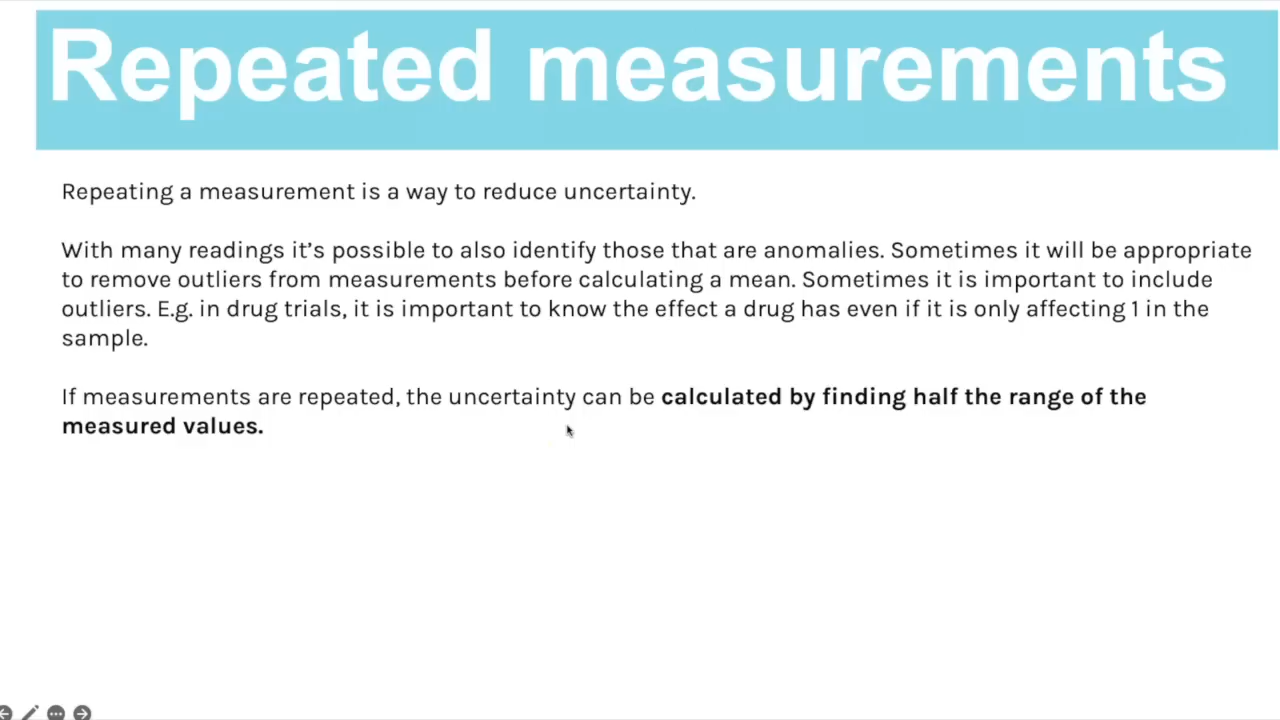 Repeated measurements
Repeating a measurement is a way to reduce uncertainty.
With many readings it's possible to also identify those that are anomalies. Sometimes it will be appropriate
to remove outliers from measurements before calculating a mean. Sometimes it is important to include
outliers. E.g. in drug trials, it is important to know the effect a drug has even if it is only affecting 1 in the
sample.
If measurements are repeated, the uncertainty can be calculated by finding half the range of the
measured values.